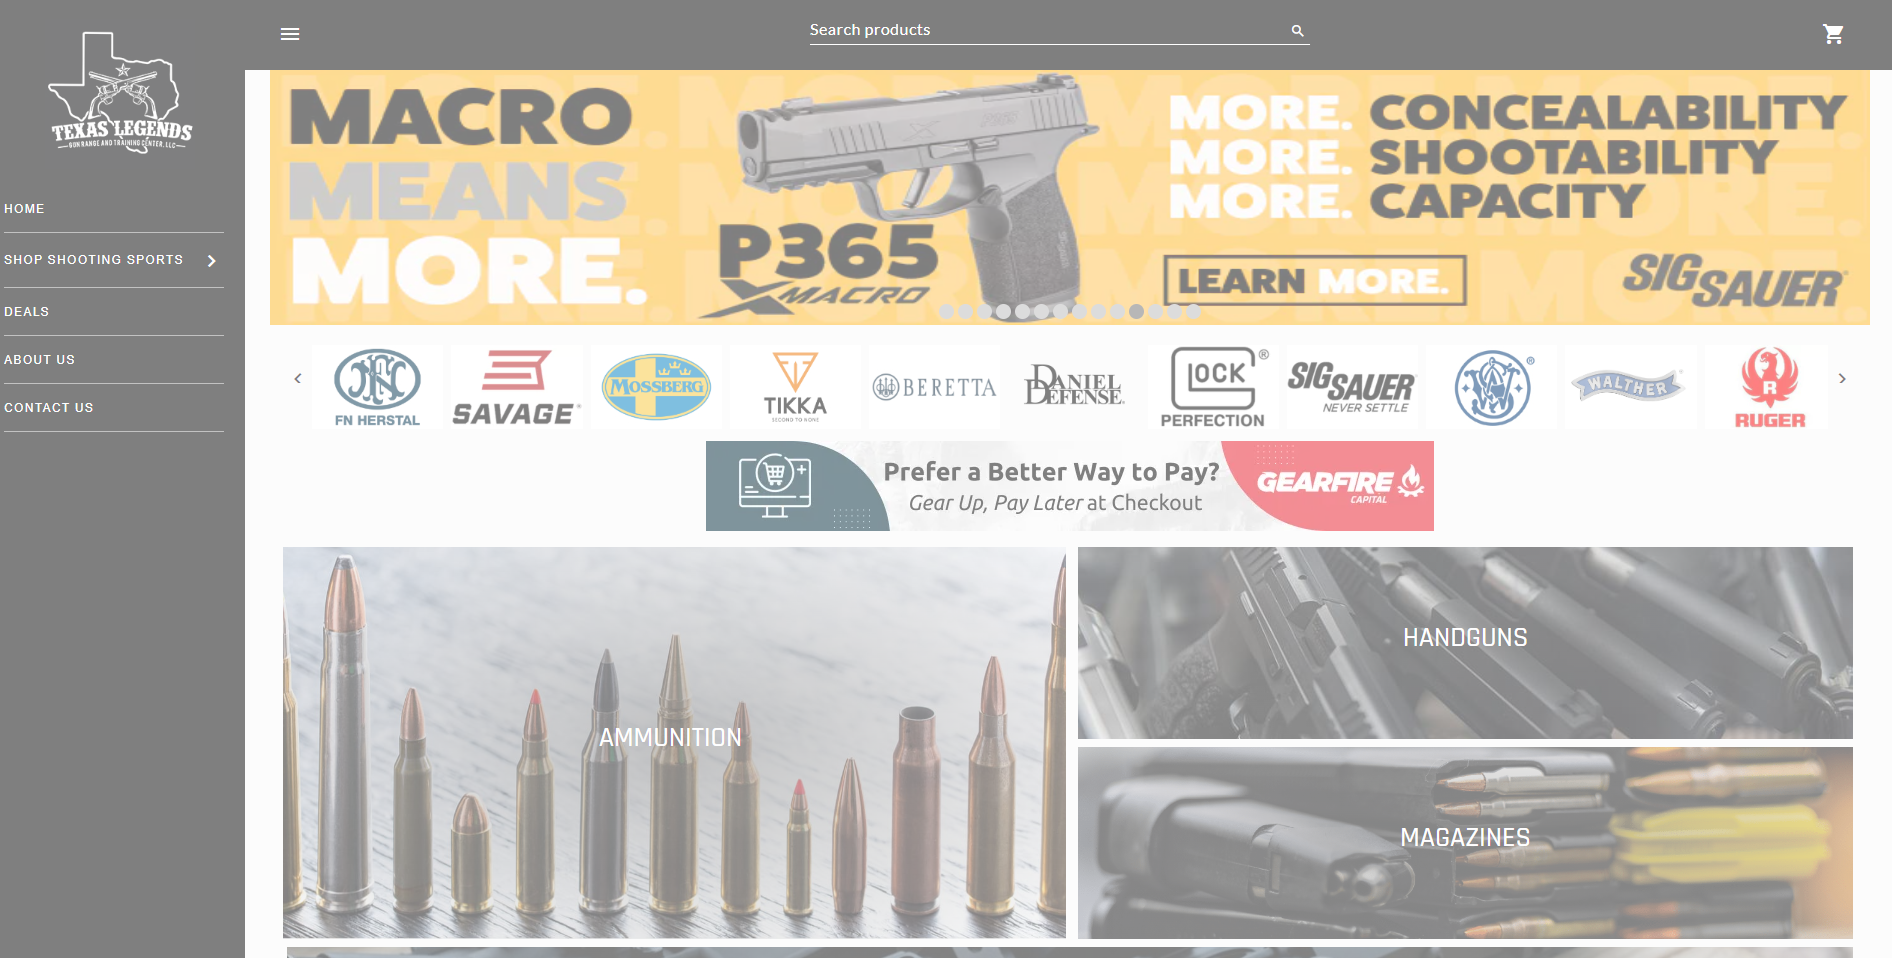 Search products
TEXAS LEGENDS
GUN RANGE AND TRAINING CENTER, LLC
HOME
SHOP SHOOTING SPORTS
DEALS
ABOUT US
CONTACT US
MACRO
MEANS
MORE.
P365
XMACRO
MORE. CONCEALABILITY
MORE. SHOOTABILITY
MORE. CAPACITY
LEARN MORE.
SIG SAUER
FN HERSTAL
SAVAGE
MOSSBERG
TIKKA
SECOND TO NONE
BERETTA
DANIEL
DEFENSE
GLOCK
PERFECTION
SIG SAUER
NEVER SETTLE
S W
WALTHER
R
RUGER
Prefer a Better Way to Pay?
Gear Up, Pay Later at Checkout
GEARFIRE
CAPITAL
AMMUNITION
HANDGUNS
MAGAZINES